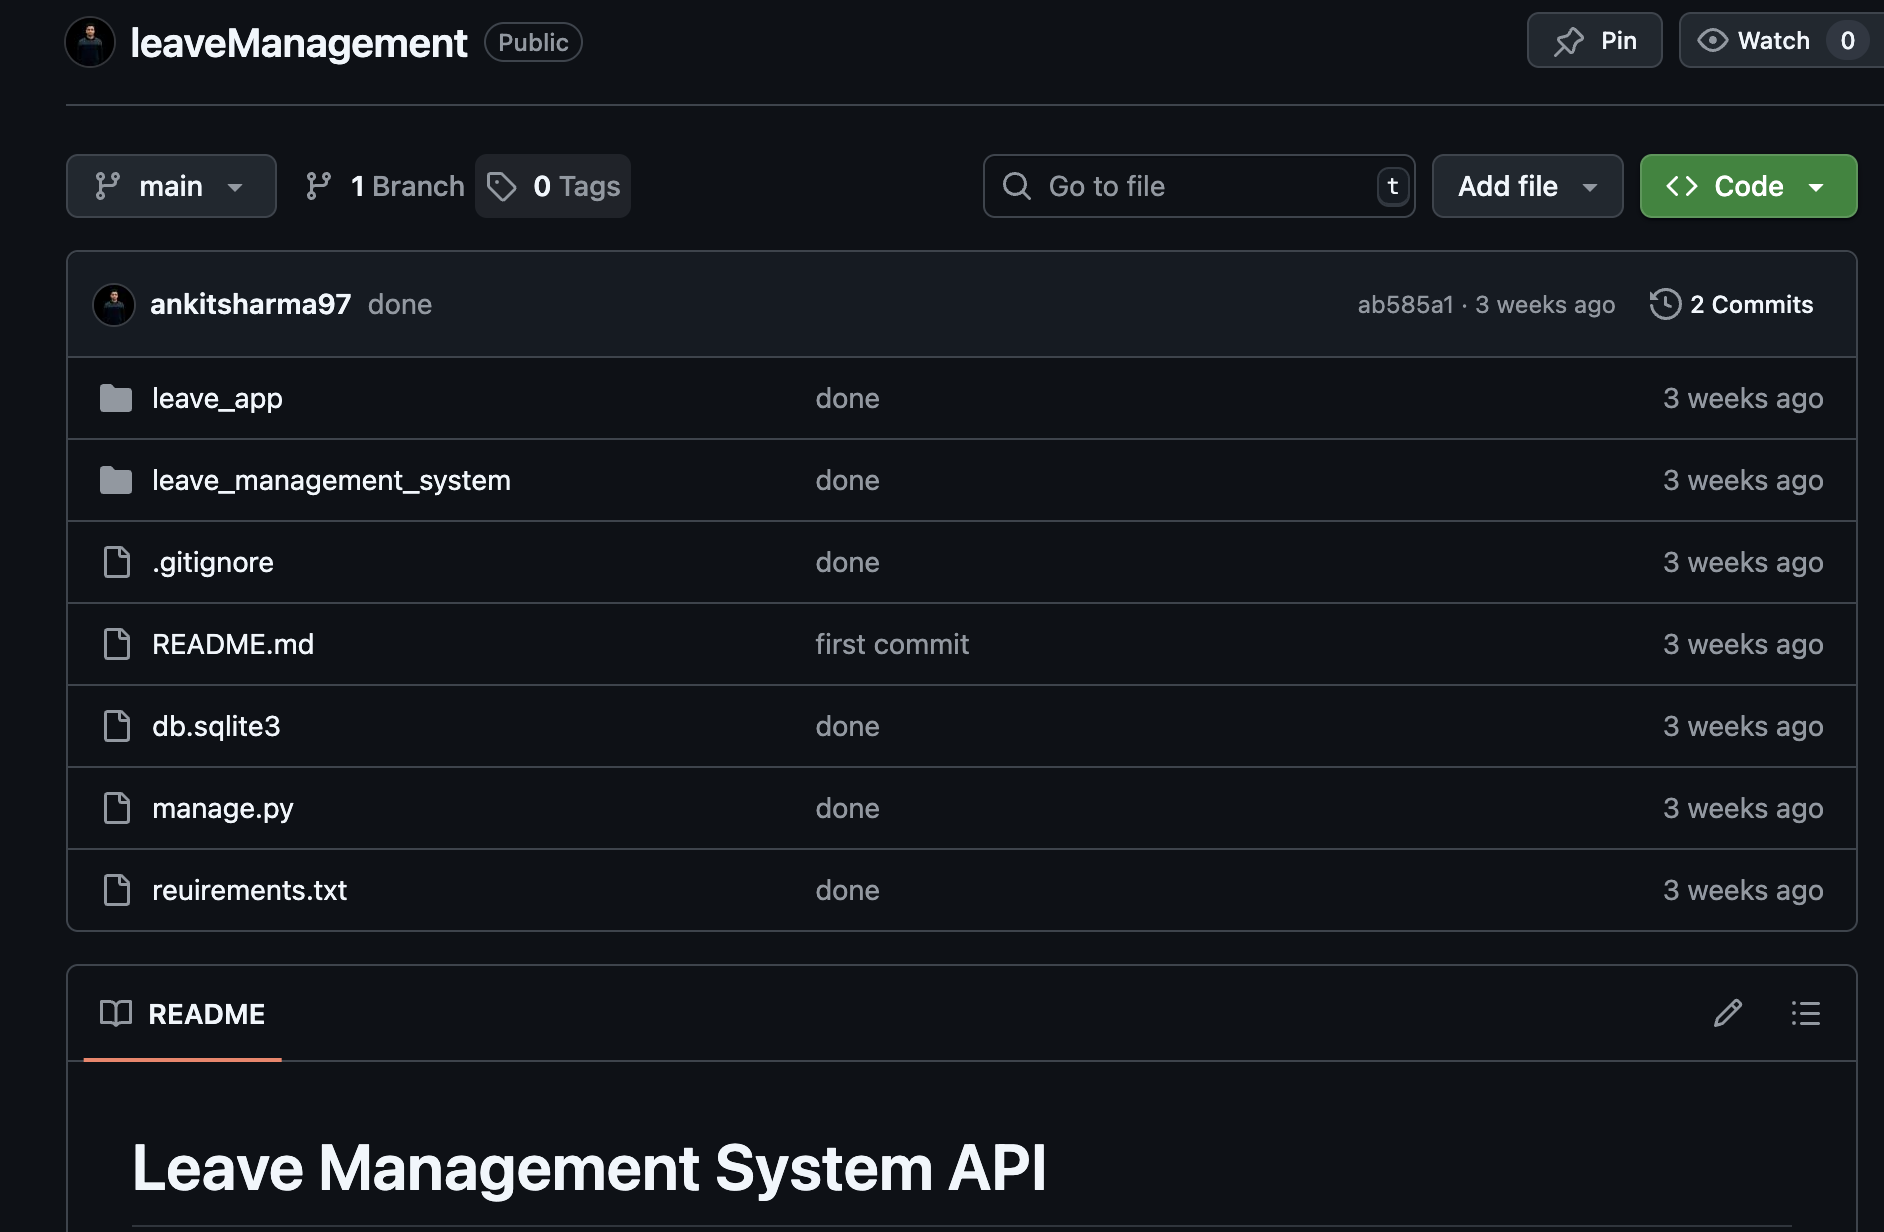 leaveManagement Public Pin Watch 0
main 1 Branch 0 Tags Go to file t Add file Code
ankitsharma97 done ab585a1 · 3 weeks ago 2 Commits
leave_app done 3 weeks ago
leave_management_system done 3 weeks ago
.gitignore done 3 weeks ago
README.md first commit 3 weeks ago
db.sqlite3 done 3 weeks ago
manage.py done 3 weeks ago
reuirements.txt done 3 weeks ago
README
Leave Management System API